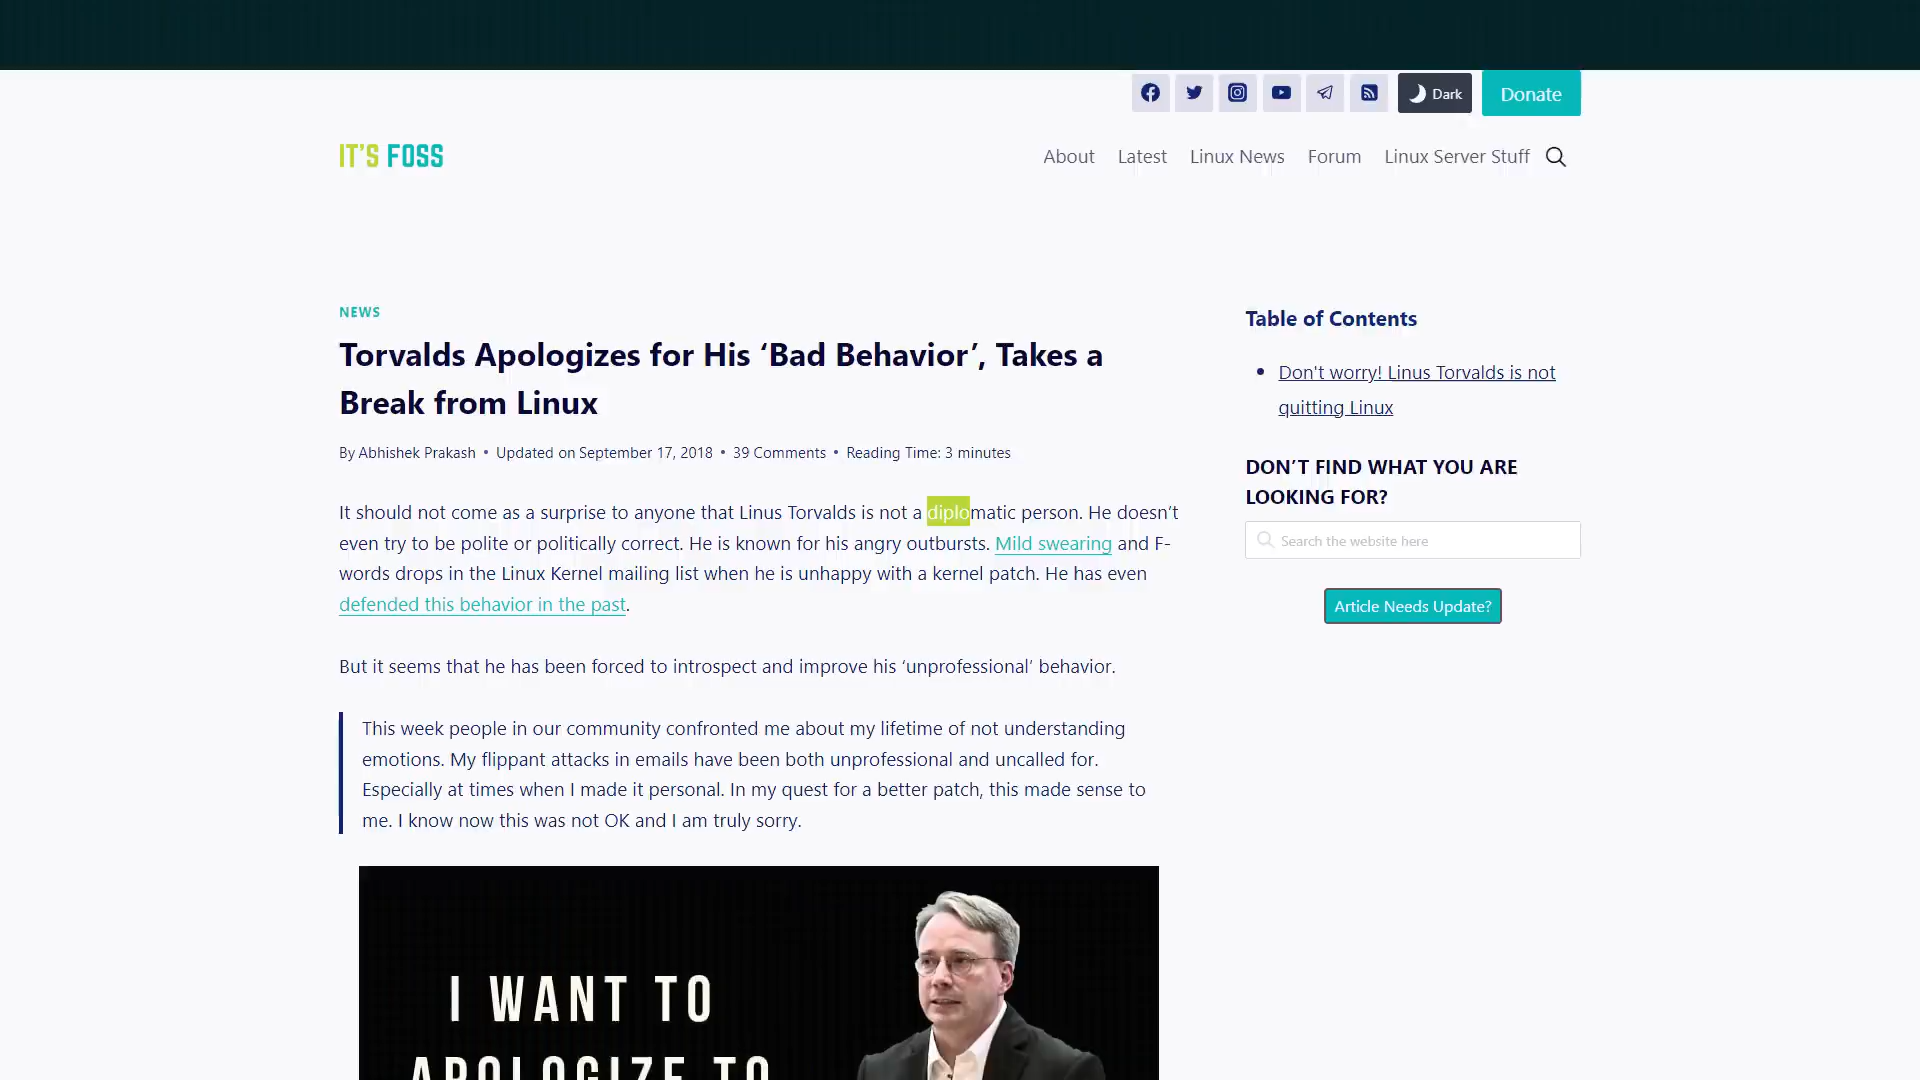 Dark
Donate
IT'S FOSS
About
Latest
Linux News
Forum
Linux Server Stuff
NEWS
Torvalds Apologizes for His ‘Bad Behavior’, Takes a
Break from Linux
By Abhishek Prakash • Updated on September 17, 2018 • 39 Comments • Reading Time: 3 minutes
It should not come as a surprise to anyone that Linus Torvalds is not a diplomatic person. He doesn’t
even try to be polite or politically correct. He is known for his angry outbursts. Mild swearing and F-
words drops in the Linux Kernel mailing list when he is unhappy with a kernel patch. He has even
defended this behavior in the past.
But it seems that he has been forced to introspect and improve his ‘unprofessional’ behavior.
This week people in our community confronted me about my lifetime of not understanding
emotions. My flippant attacks in emails have been both unprofessional and uncalled for.
Especially at times when I made it personal. In my quest for a better patch, this made sense to
me. I know now this was not OK and I am truly sorry.
I WANT TO
APOLOGIZE TO
Table of Contents
• Don't worry! Linus Torvalds is not
quitting Linux
DON’T FIND WHAT YOU ARE
LOOKING FOR?
Search the website here
Article Needs Update?